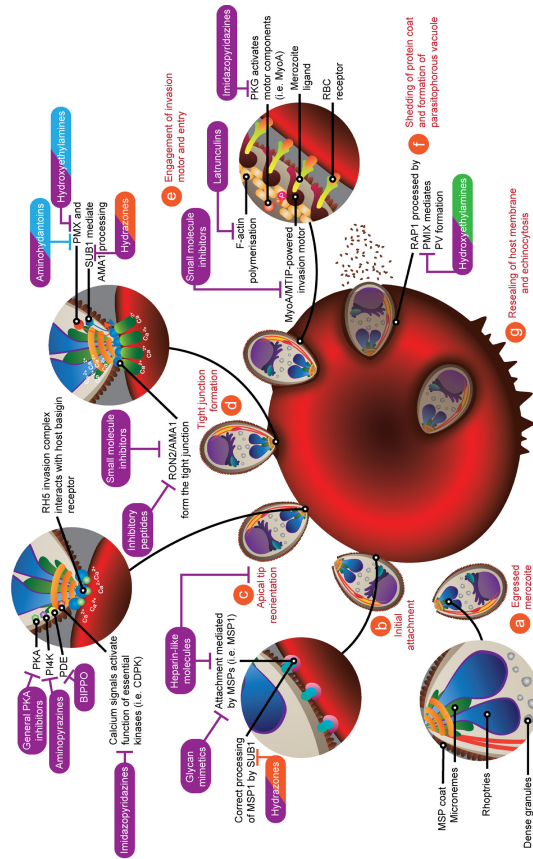 MSP coat
Micronemes
Rhoptries
Dense granules
a
Egressed
merozoite
b
Initial
attachment
Correct processing
of MSP1 by SUB1
Hydrazones
Glycan
mimetics
Attachment mediated
by MSPs (i.e. MSP1)
Heparin-like
molecules
c
Apical tip
reorientation
General PKA
inhibitors
PKA
Aminopyrazines
PI4K
BIPPO
PDE
Imidazopyridazines
Calcium signals activate
function of essential
kinases (i.e. CDPK)
RH5 invasion complex
interacts with host basigin
receptor
Ca²⁺
d
Tight junction
formation
Inhibitory
peptides
Small molecule
inhibitors
RON2/AMA1
form the tight junction
Aminohydantoins
Hydroxyethylamines
PMX and
SUB1 mediate
AMA1 processing
Hydrazones
e
Engagement of invasion
motor and entry
Small molecule
inhibitors
MyoA/MTIP-powered
invasion motor
Latrunculins
F-actin
polymerisation
Imidazopyridazines
PKG activates
motor components
(i.e. MyoA)
Merozoite
ligand
RBC
receptor
f
Shedding of protein coat
and formation of
parasitophorous vacuole
RAP1 processed by
PMIX mediates
PV formation
Hydroxyethylamines
g
Resealing of host membrane
and echinocytosis